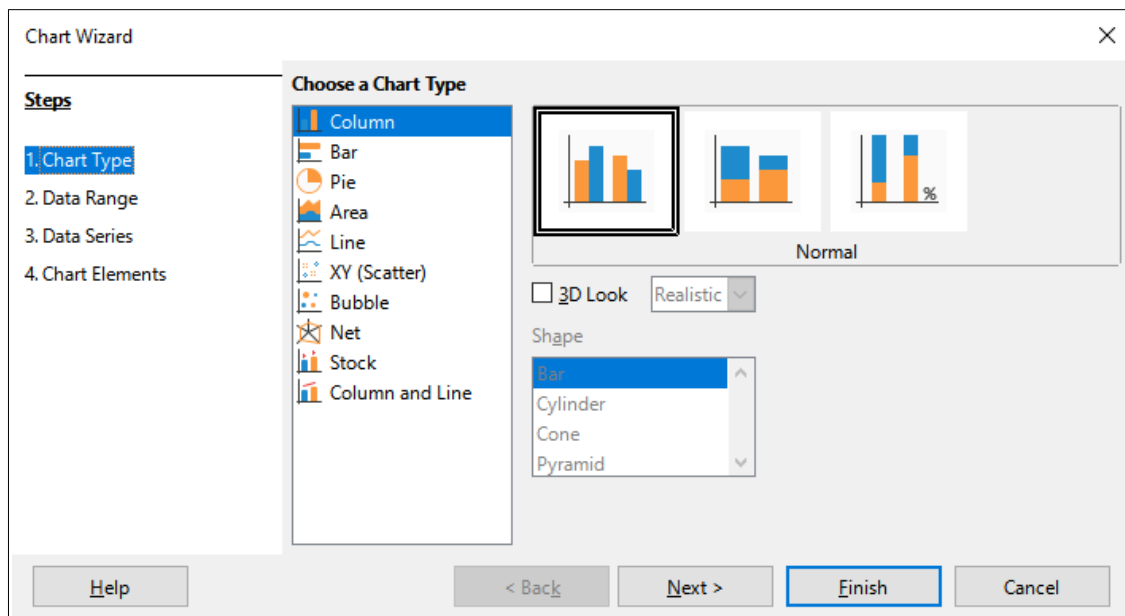 Chart Wizard
Steps
1. Chart Type
2. Data Range
3. Data Series
4. Chart Elements
Choose a Chart Type
Column
Bar
Pie
Area
Line
XY (Scatter)
Bubble
Net
Stock
Column and Line
%
Normal
3D Look
Realistic
Shape
Bar
Cylinder
Cone
Pyramid
Help
< Back
Next >
Finish
Cancel